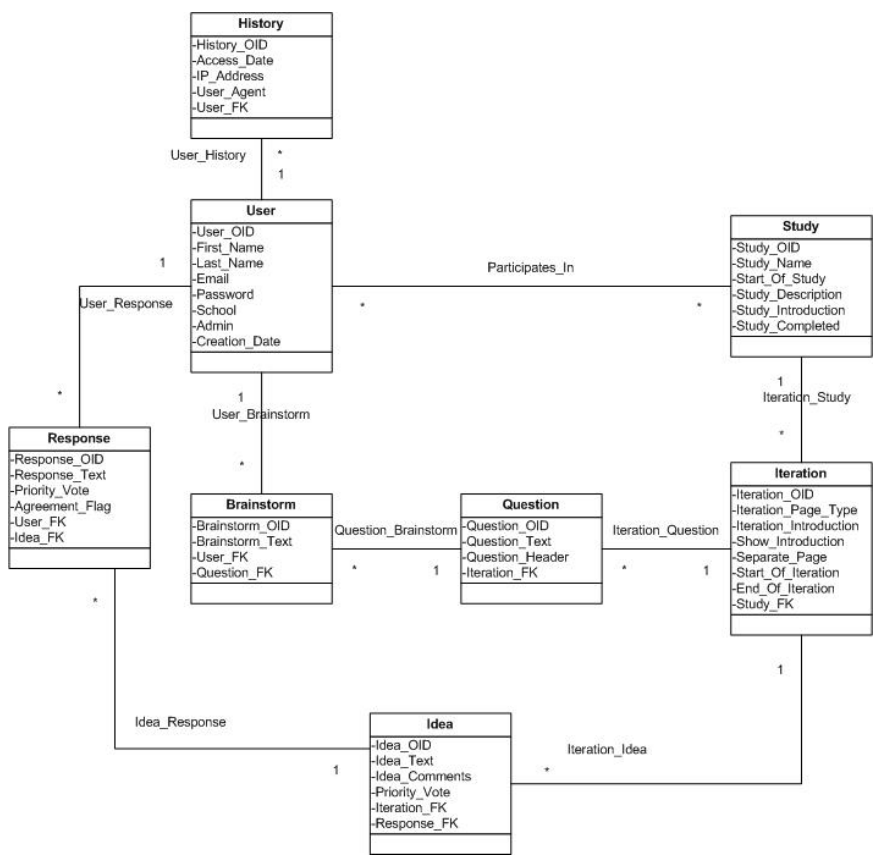 History
-History_OID
-Access_Date
-IP_Address
-User_Agent
-User_FK
User_History
*
1
User
-User_OID
-First_Name
-Last_Name
-Email
-Password
-School
-Admin
-Creation_Date
Participates_In
*
*
Study
-Study_OID
-Study_Name
-Start_Of_Study
-Study_Description
-Study_Introduction
-Study_Completed
1
User_Response
*
1
User_Brainstorm
*
1
Iteration_Study
*
Response
-Response_OID
-Response_Text
-Priority_Vote
-Agreement_Flag
-User_FK
-Idea_FK
Brainstorm
-Brainstorm_OID
-Brainstorm_Text
-User_FK
-Question_FK
Question_Brainstorm
*
1
Question
-Question_OID
-Question_Text
-Question_Header
-Iteration_FK
Iteration_Question
*
1
Iteration
-Iteration_OID
-Iteration_Page_Type
-Iteration_Introduction
-Show_Introduction
-Separate_Page
-Start_Of_Iteration
-End_Of_Iteration
-Study_FK
*
Idea_Response
1
Idea
-Idea_OID
-Idea_Text
-Idea_Comments
-Priority_Vote
-Iteration_FK
-Response_FK
1
Iteration_Idea
*